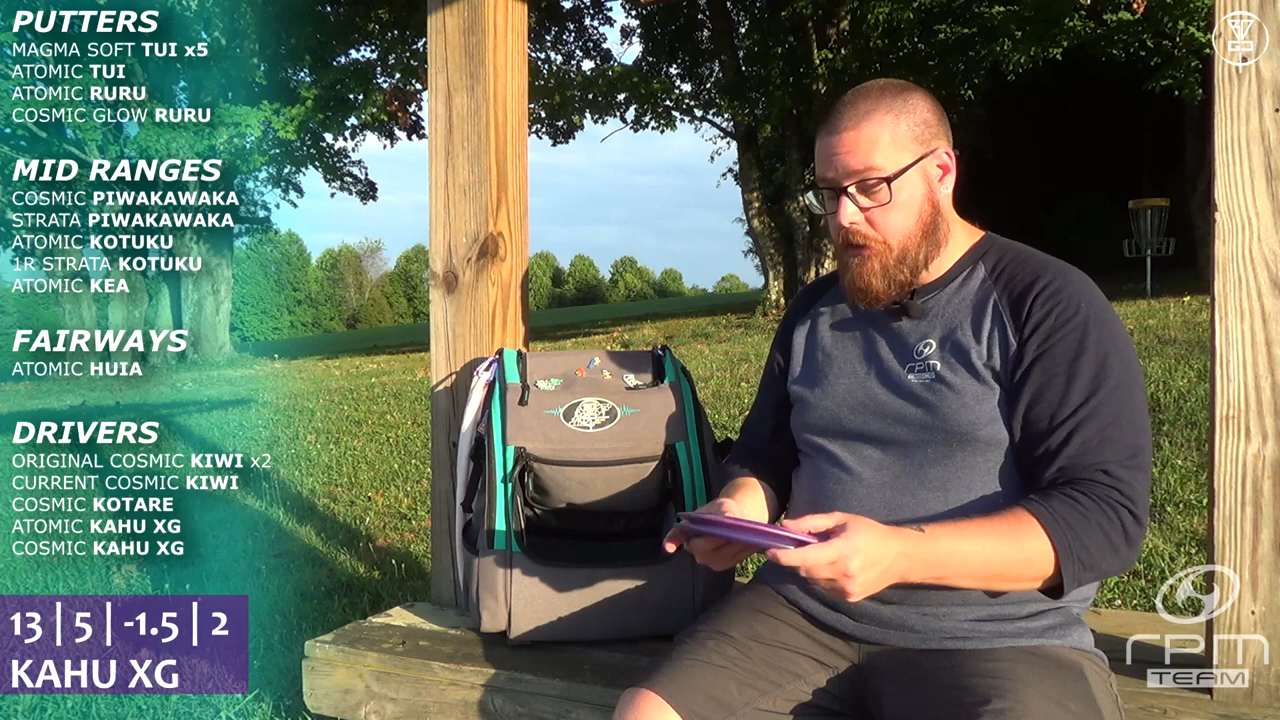 PUTTERS
MAGMA SOFT TUI x5
ATOMIC TUI
ATOMIC RURU
COSMIC GLOW RURU
MID RANGES
COSMIC PIWAKAWAKA
STRATA PIWAKAWAKA
ATOMIC KOTUKU
1R STRATA KOTUKU
ATOMIC KEA
FAIRWAYS
ATOMIC HUIA
DRIVERS
ORIGINAL COSMIC KIWI x2
CURRENT COSMIC KIWI
COSMIC KOTARE
ATOMIC KAHU XG
COSMIC KAHU XG
13 | 5 | -1.5 | 2
KAHU XG
rpm
rpm
TEAM